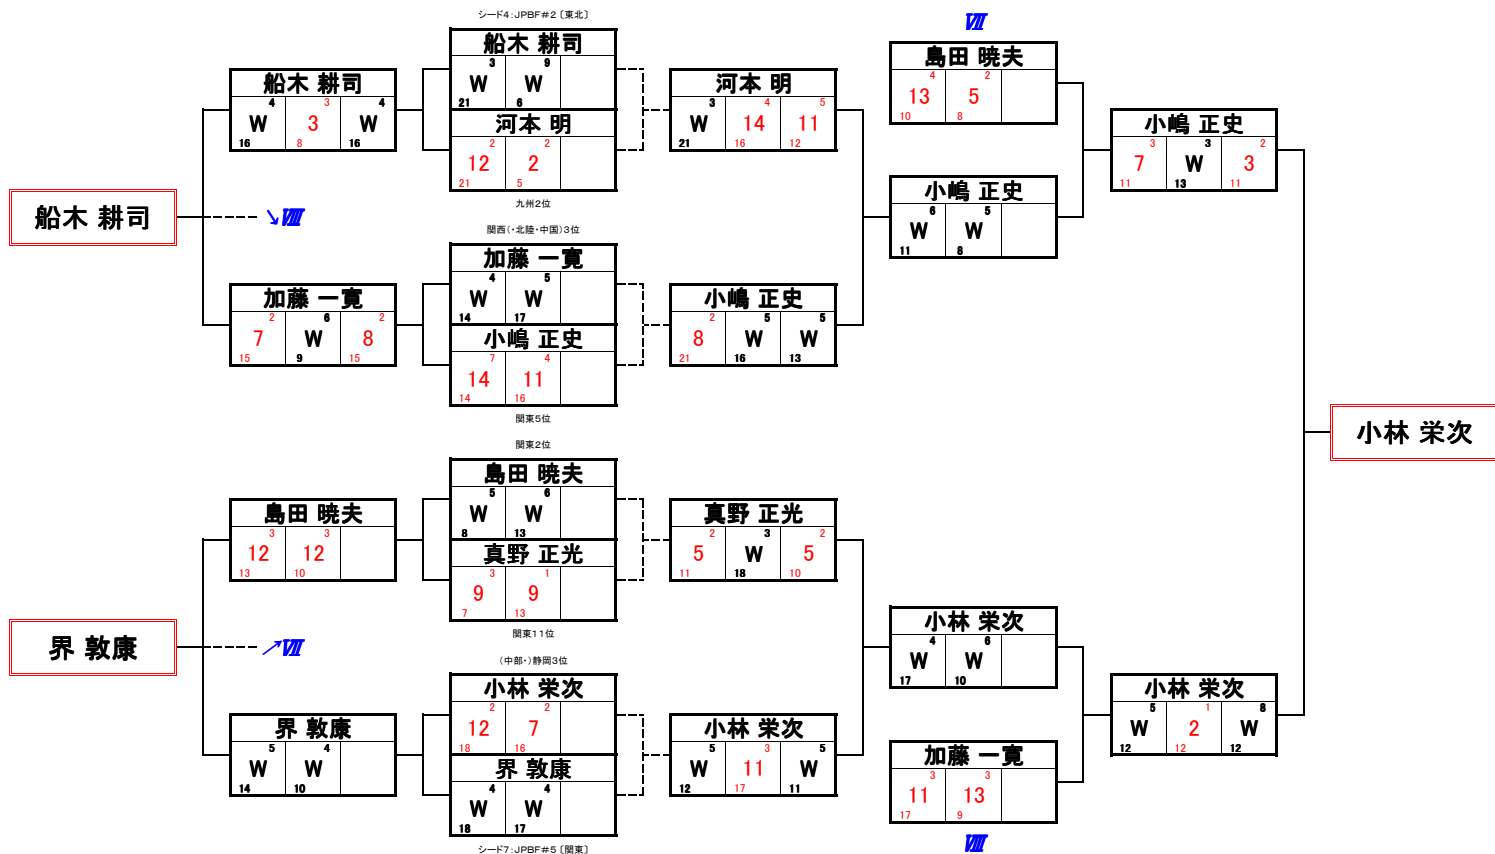 シード4:JPBF#2 [東北]
船木 耕司
3 9
W W
21 6
河本 明
2 2
12 2
21 5
九州2位
関西(・北陸・中国)3位
加藤 一寛
4 5
W W
14 17
小嶋 正史
7 4
14 11
14 16
関東5位
関東2位
島田 暁夫
5 6
W W
8 13
真野 正光
3 1
9 9
7 13
関東11位
(中部・)静岡3位
小林 栄次
2 2
12 7
18 16
界 敦康
4 4
W W
18 17
シード7:JPBF#5 [関東]
船木 耕司
4 3 4
W 3 W
16 8 16
加藤 一寛
2 6 2
7 W 8
15 9 15
船木 耕司
↘Ⅷ
島田 暁夫
3 3
12 12
13 10
界 敦康
5 4
W W
14 10
界 敦康
↗Ⅶ
河本 明
3 4 5
W 14 11
21 16 12
小嶋 正史
2 5 5
8 W W
21 16 13
真野 正光
2 3 2
5 W 5
11 18 10
小林 栄次
5 3 5
W 11 W
12 17 11
Ⅶ
島田 暁夫
4 2
13 5
10 8
小嶋 正史
6 5
W W
11 8
小林 栄次
4 6
W W
17 10
加藤 一寛
3 3
11 13
17 9
Ⅷ
小嶋 正史
3 3 2
7 W 3
11 13 11
小林 栄次
5 1 8
W 2 W
12 12 12
小林 栄次